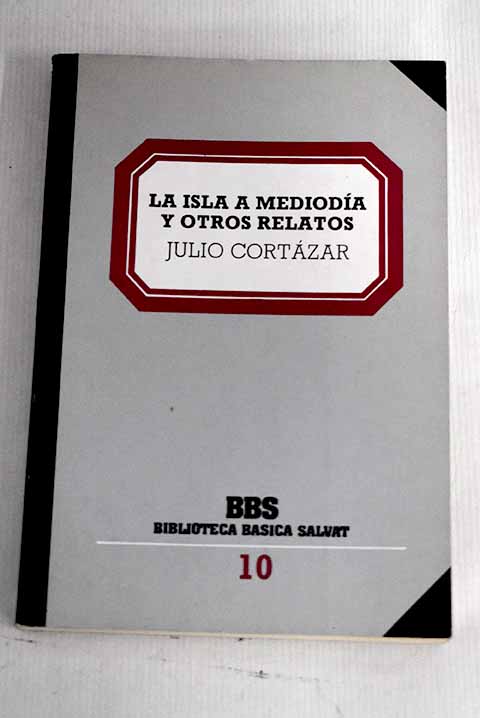 LA ISLA A MEDIODÍA
Y OTROS RELATOS
JULIO CORTÁZAR
BBS
BIBLIOTECA BASICA SALVAT
10